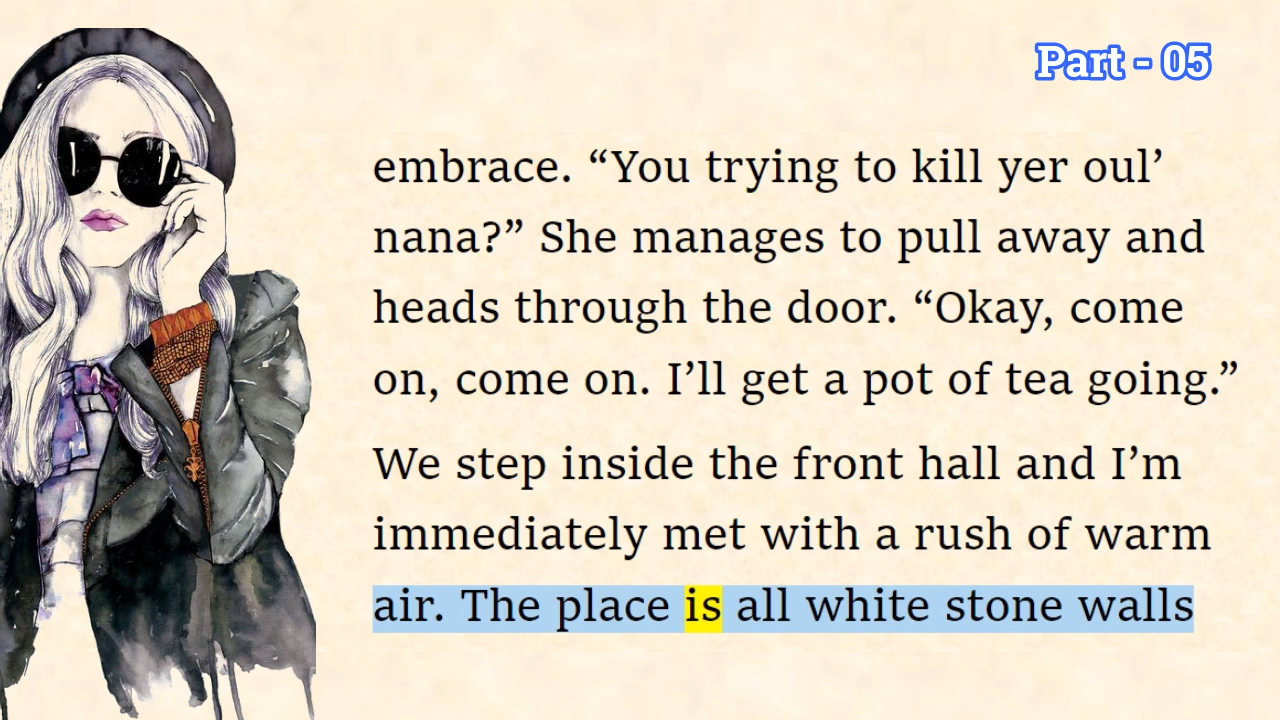 Part - 05
embrace. “You trying to kill yer oul’
nana?” She manages to pull away and
heads through the door. “Okay, come
on, come on. I’ll get a pot of tea going.”
We step inside the front hall and I’m
immediately met with a rush of warm
air. The place is all white stone walls